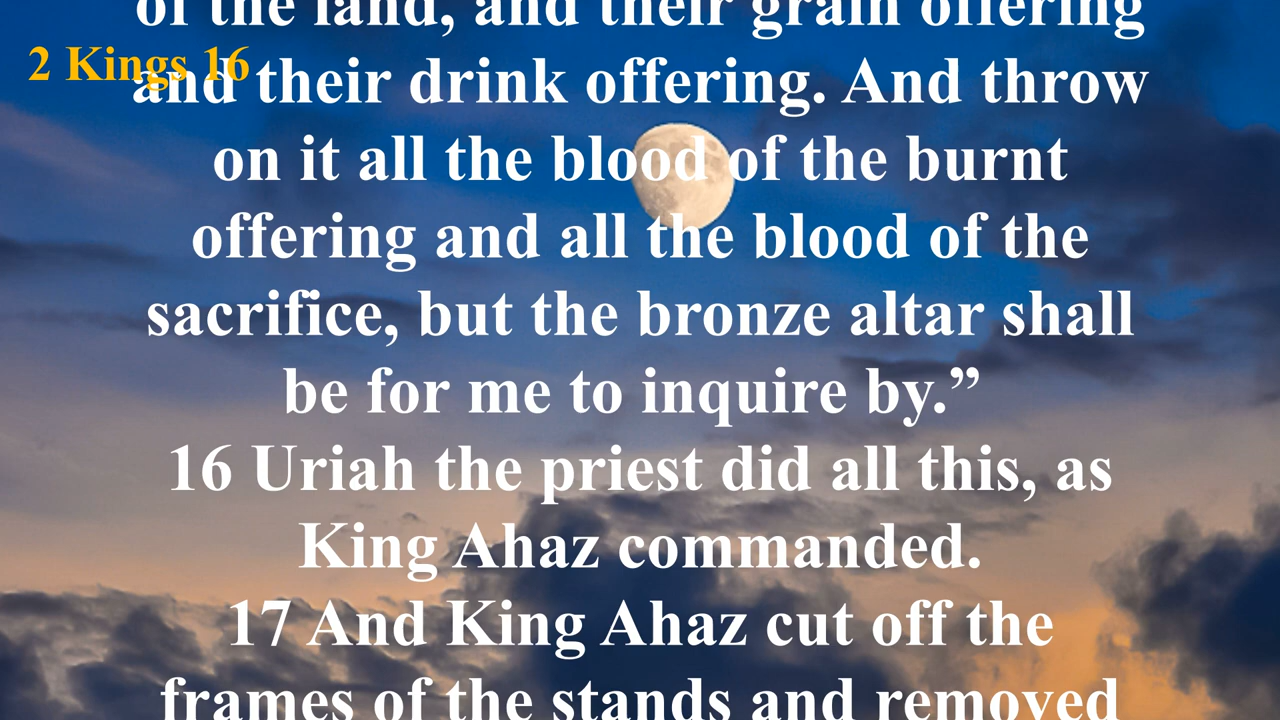 of the land, and their grain offering
2 Kings 16
and their drink offering. And throw
on it all the blood of the burnt
offering and all the blood of the
sacrifice, but the bronze altar shall
be for me to inquire by.”
16 Uriah the priest did all this, as
King Ahaz commanded.
17 And King Ahaz cut off the
frames of the stands and removed